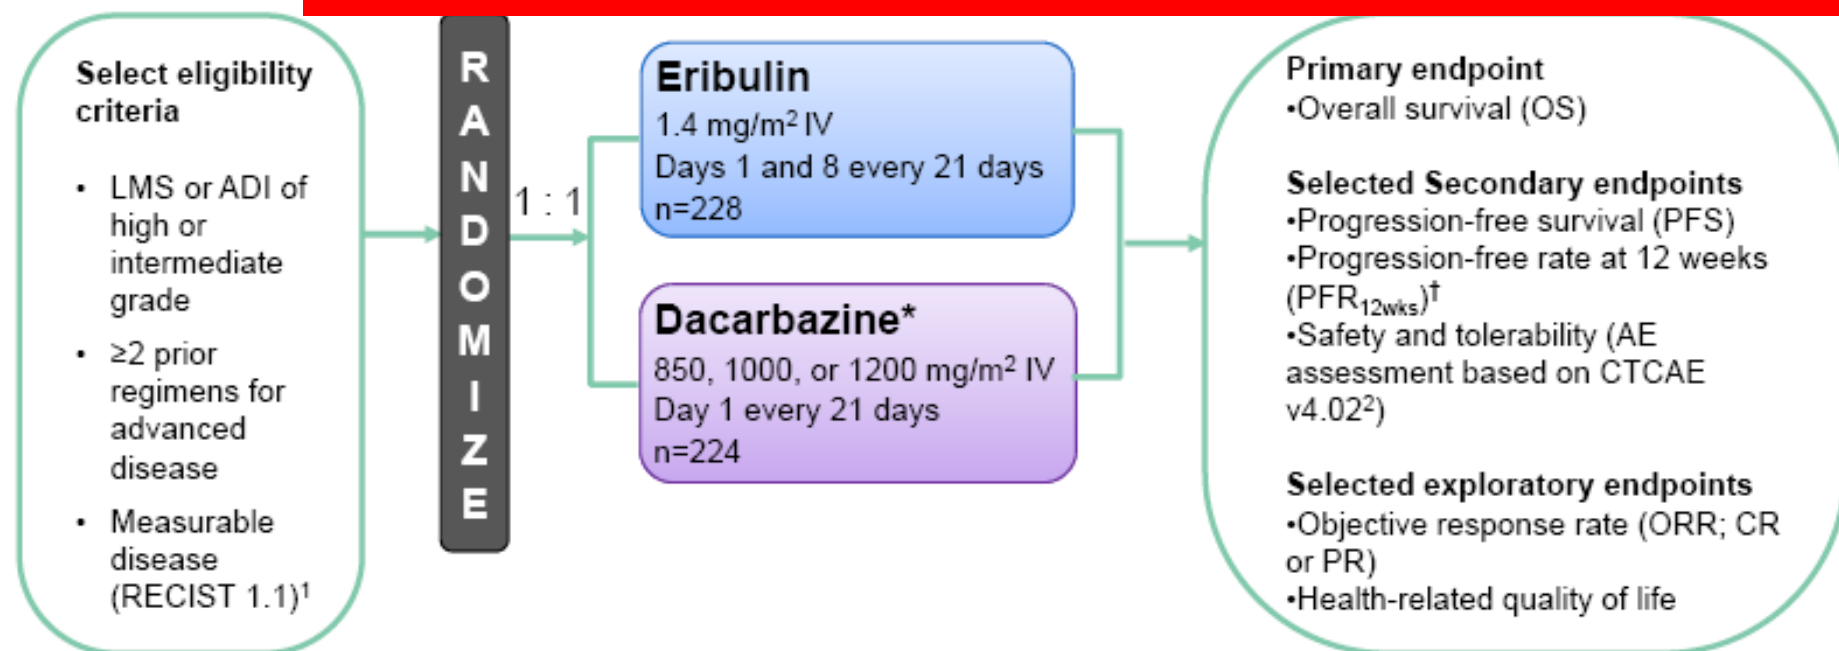 Select eligibility
criteria
• LMS or ADI of
high or
intermediate
grade
• ≥2 prior
regimens for
advanced
disease
• Measurable
disease
(RECIST 1.1)¹
R
A
N
D
O
M
I
Z
E
1 : 1
Eribulin
1.4 mg/m² IV
Days 1 and 8 every 21 days
n=228
Dacarbazine*
850, 1000, or 1200 mg/m² IV
Day 1 every 21 days
n=224
Primary endpoint
•Overall survival (OS)
Selected Secondary endpoints
•Progression-free survival (PFS)
•Progression-free rate at 12 weeks
(PFR12wks)†
•Safety and tolerability (AE
assessment based on CTCAE
v4.02²)
Selected exploratory endpoints
•Objective response rate (ORR; CR
or PR)
•Health-related quality of life